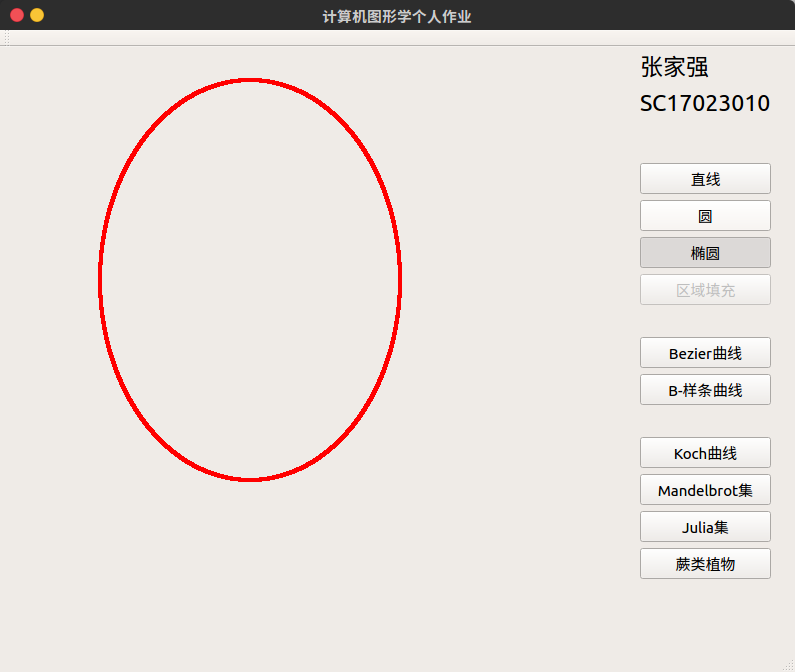 计算机图形学个人作业
张家强
SC17023010
直线
圆
椭圆
区域填充
Bezier曲线
B-样条曲线
Koch曲线
Mandelbrot集
Julia集
蕨类植物